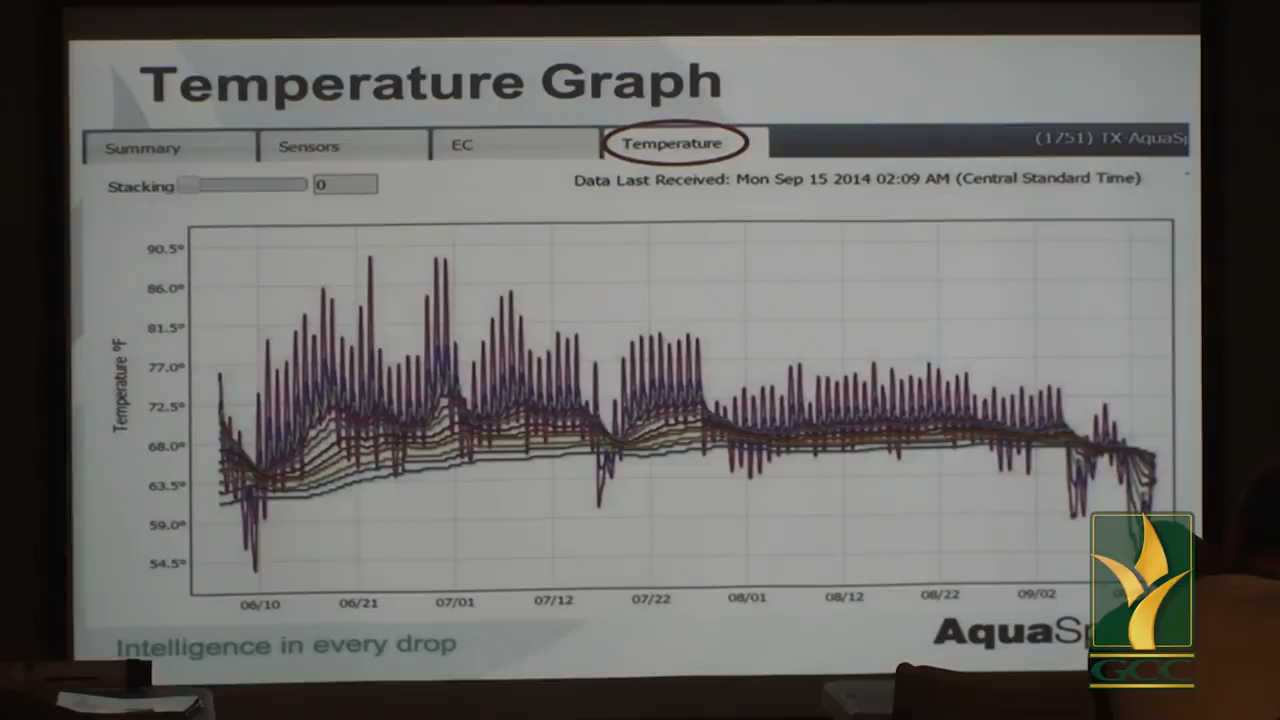 Temperature Graph
Summary Sensors EC Temperature (1751) TX-AquaSp
Stacking 0 Data Last Received: Mon Sep 15 2014 02:09 AM (Central Standard Time)
Temperature °F
90.5°
86.0°
81.5°
77.0°
72.5°
68.0°
63.5°
59.0°
54.5°
06/10 06/21 07/01 07/12 07/22 08/01 08/12 08/22 09/02
Intelligence in every drop
AquaSp
GCC